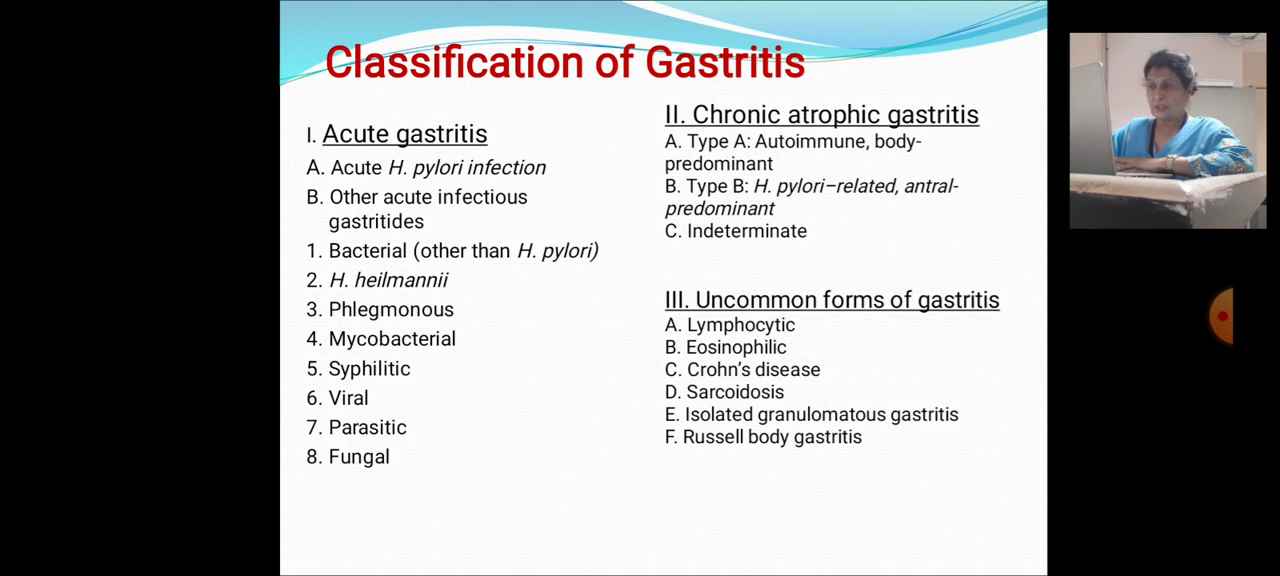 Classification of Gastritis
I. Acute gastritis
A. Acute H. pylori infection
B. Other acute infectious
gastritides
1. Bacterial (other than H. pylori)
2. H. heilmannii
3. Phlegmonous
4. Mycobacterial
5. Syphilitic
6. Viral
7. Parasitic
8. Fungal
II. Chronic atrophic gastritis
A. Type A: Autoimmune, body-
predominant
B. Type B: H. pylori–related, antral-
predominant
C. Indeterminate
III. Uncommon forms of gastritis
A. Lymphocytic
B. Eosinophilic
C. Crohn’s disease
D. Sarcoidosis
E. Isolated granulomatous gastritis
F. Russell body gastritis